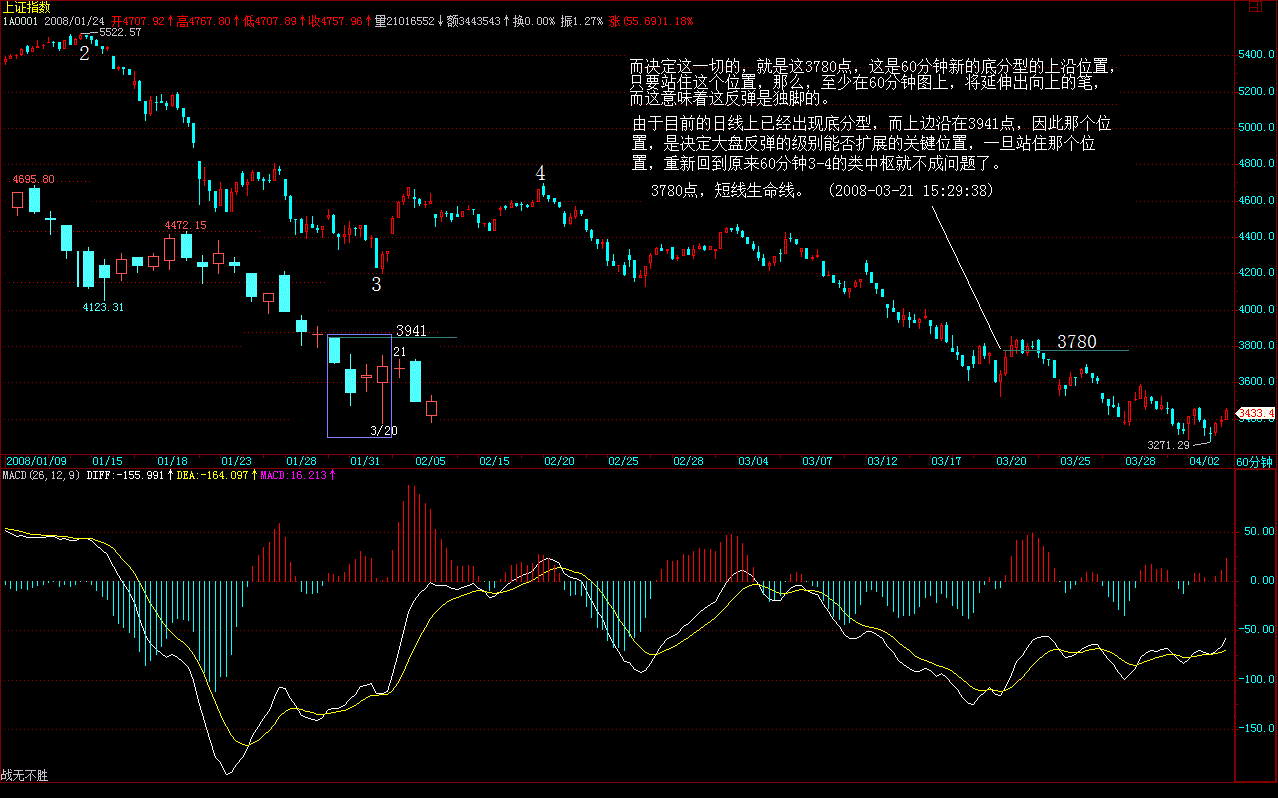 上证指数
1A0001 2008/01/24 开4707.92↑高4787.80↑低4707.89↑收4757.98↑量21016552↓额3443543↑换0.00% 振1.27% 涨(55.69)1.18%
5522.57
2
而决定这一切的，就是这3780点，这是60分钟新的底分型的上沿位置，
只要站住这个位置，那么，至少在60分钟图上，将延伸出向上的笔，
而这意味着这反弹是独脚的。
由于目前的日线上已经出现底分型，而上边沿在3941点，因此那个位
置，是决定大盘反弹的级别能否扩展的关键位置，一旦站住那个位
置，重新回到原来60分钟3-4的类中枢就不成问题了。
3780点，短线生命线。 （2008-03-21 15:29:38）
4695.80
4
4472.15
3
4123.31
3941
21
3780
3/20
3271.29
5400.0
5200.0
5000.0
4800.0
4600.0
4400.0
4200.0
4000.0
3800.0
3600.0
3433.4
2008/01/09 01/15 01/18 01/23 01/28 01/31 02/05 02/15 02/20 02/25 02/28 03/04 03/07 03/12 03/17 03/20 03/25 03/28 04/02 60分钟
MACD(26,12,9) DIFF:-155.991↑DEA:-164.097↑MACD:16.213↑
50.00
0.00
-50.00
-100.0
-150.0
战无不胜